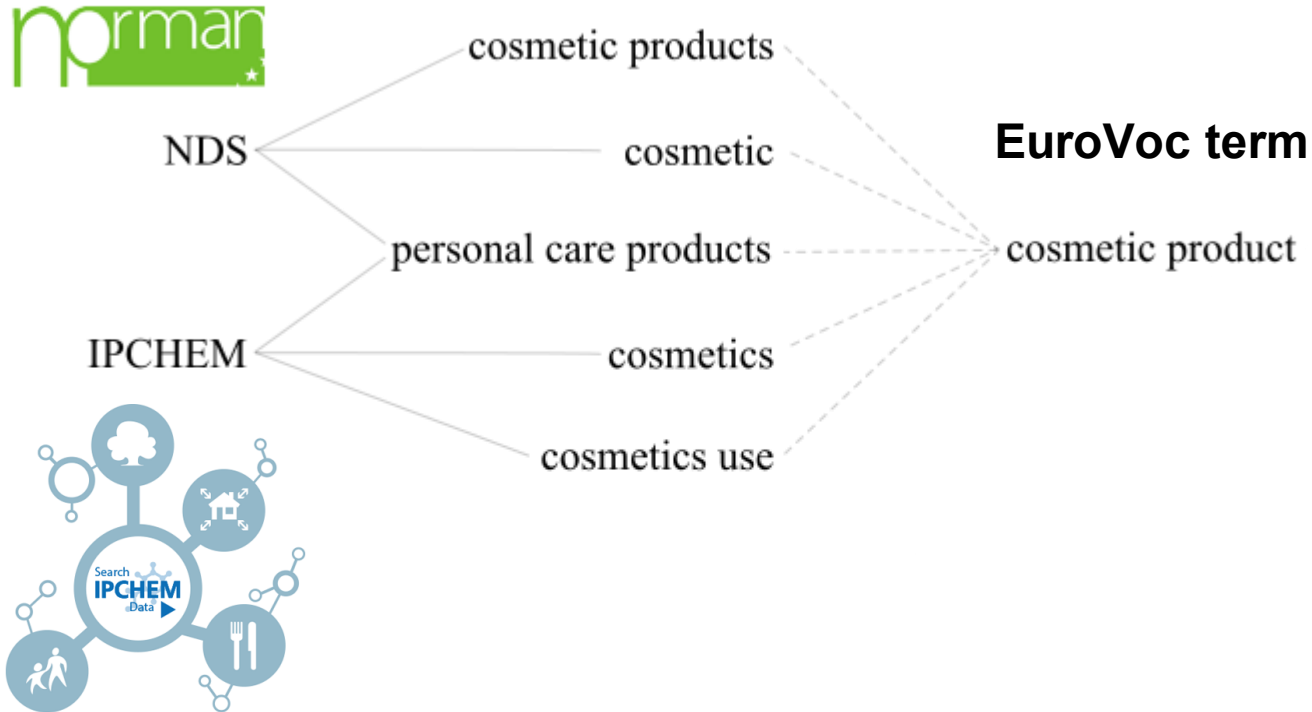 norman
cosmetic products
NDS
cosmetic
EuroVoc term
personal care products
cosmetic product
IPCHEM
cosmetics
cosmetics use
Search
IPCHEM
Data